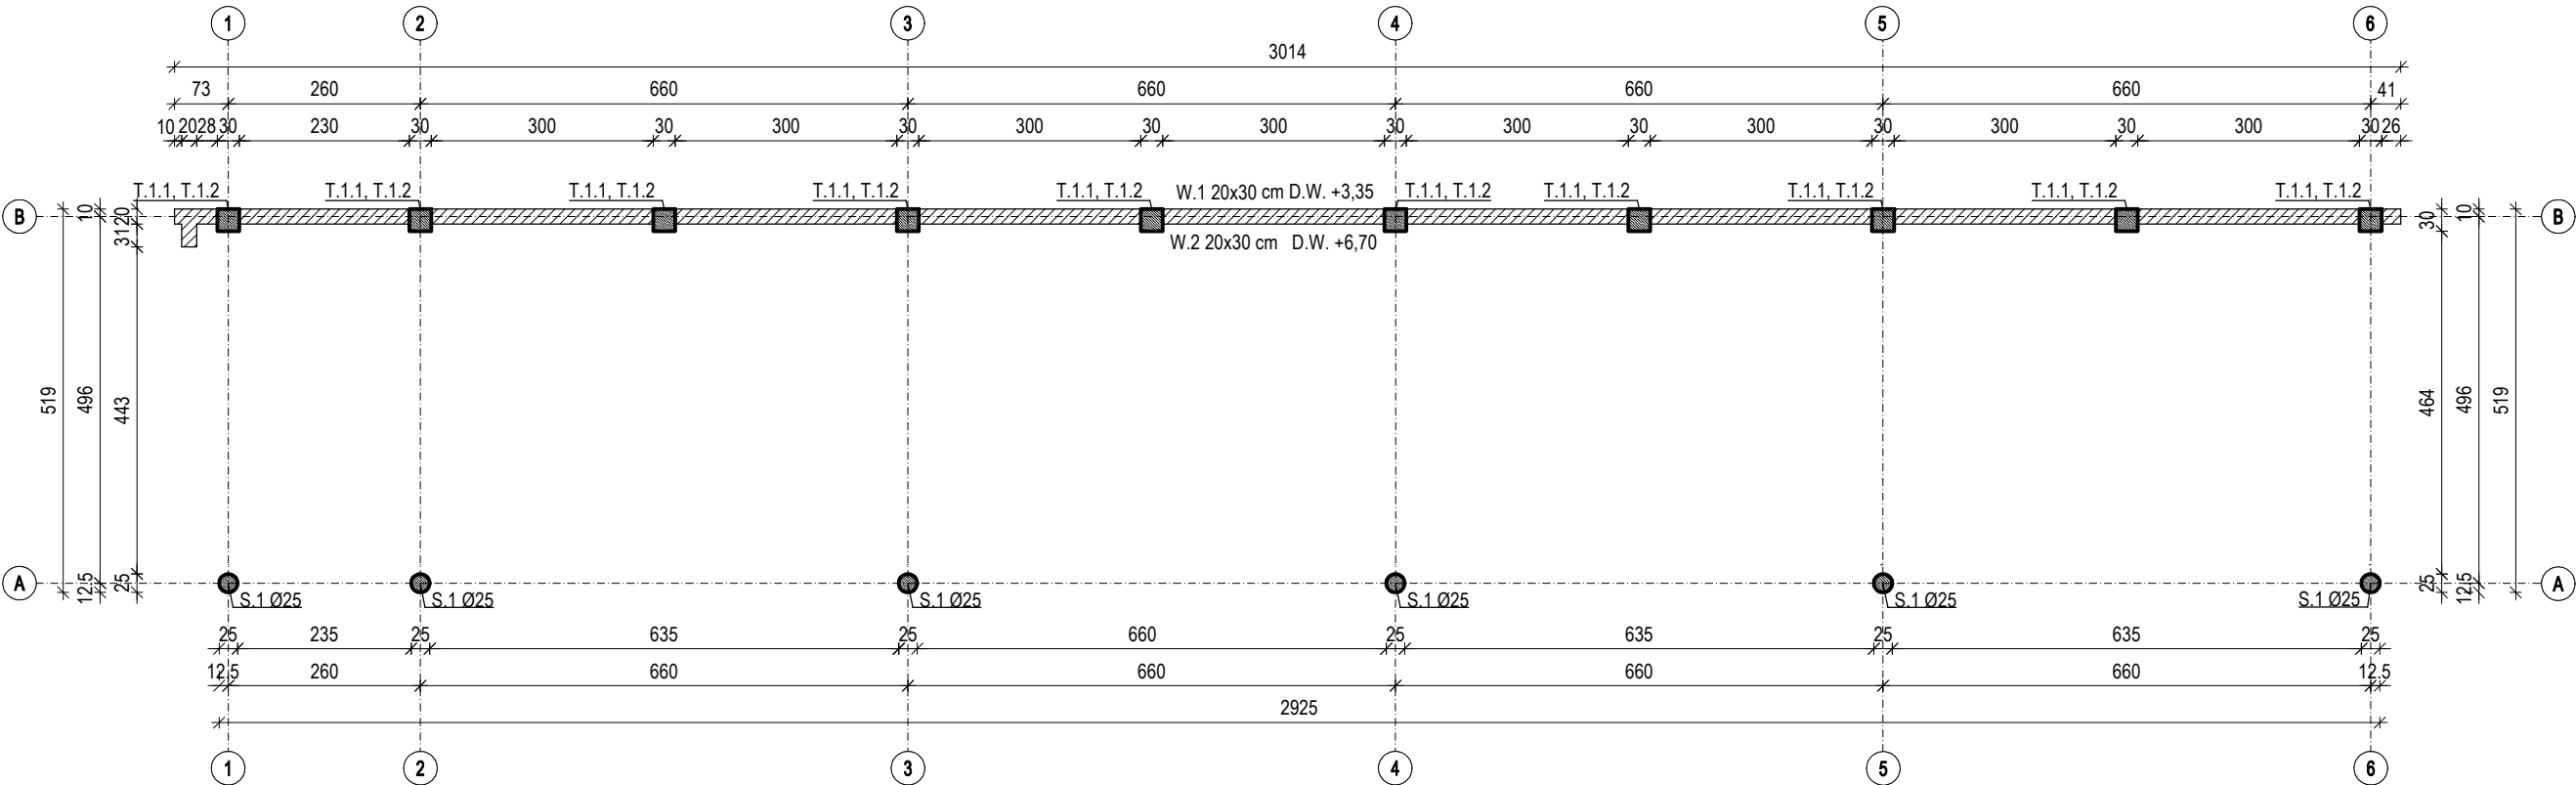 1 2 3 4 5 6
3014
73 260 660 660 660 660 41
10 20 28 30 230 30 300 30 300 30 300 30 300 30 300 30 300 30 300 30 300 30 26
T.1.1, T.1.2 T.1.1, T.1.2 T.1.1, T.1.2 T.1.1, T.1.2 T.1.1, T.1.2 W.1 20x30 cm D.W. +3,35 T.1.1, T.1.2 T.1.1, T.1.2 T.1.1, T.1.2 T.1.1, T.1.2 T.1.1, T.1.2
B 10 20 30 10 B
31
W.2 20x30 cm D.W. +6,70
519 496 443 464 496 519
A 12.5 25 25 12.5 A
S.1 Ø25 S.1 Ø25 S.1 Ø25 S.1 Ø25 S.1 Ø25 S.1 Ø25
25 235 25 635 25 660 25 635 25 635 25
12.5 260 660 660 660 660 12.5
2925
1 2 3 4 5 6